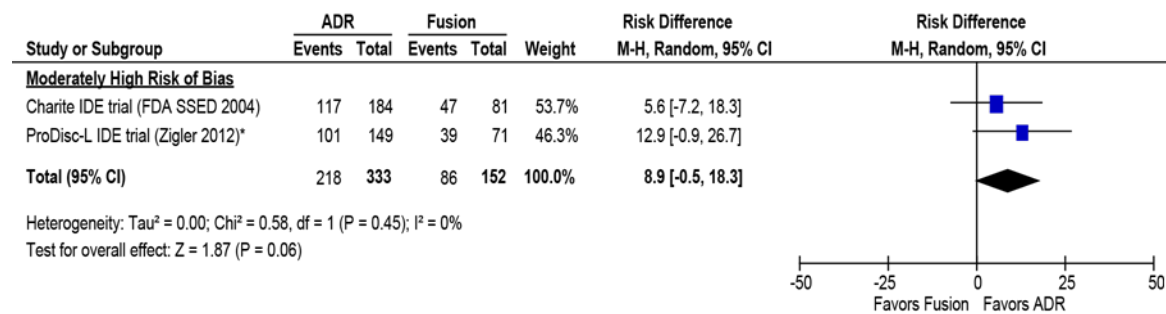 ADR Fusion Risk Difference Risk Difference
Study or Subgroup Events Total Events Total Weight M-H, Random, 95% CI M-H, Random, 95% CI
Moderately High Risk of Bias
Charite IDE trial (FDA SSED 2004) 117 184 47 81 53.7% 5.6 [-7.2, 18.3]
ProDisc-L IDE trial (Zigler 2012)* 101 149 39 71 46.3% 12.9 [-0.9, 26.7]
Total (95% CI) 218 333 86 152 100.0% 8.9 [-0.5, 18.3]
Heterogeneity: Tau² = 0.00; Chi² = 0.58, df = 1 (P = 0.45); I² = 0%
Test for overall effect: Z = 1.87 (P = 0.06)
-50 -25 0 25 50
Favors Fusion Favors ADR